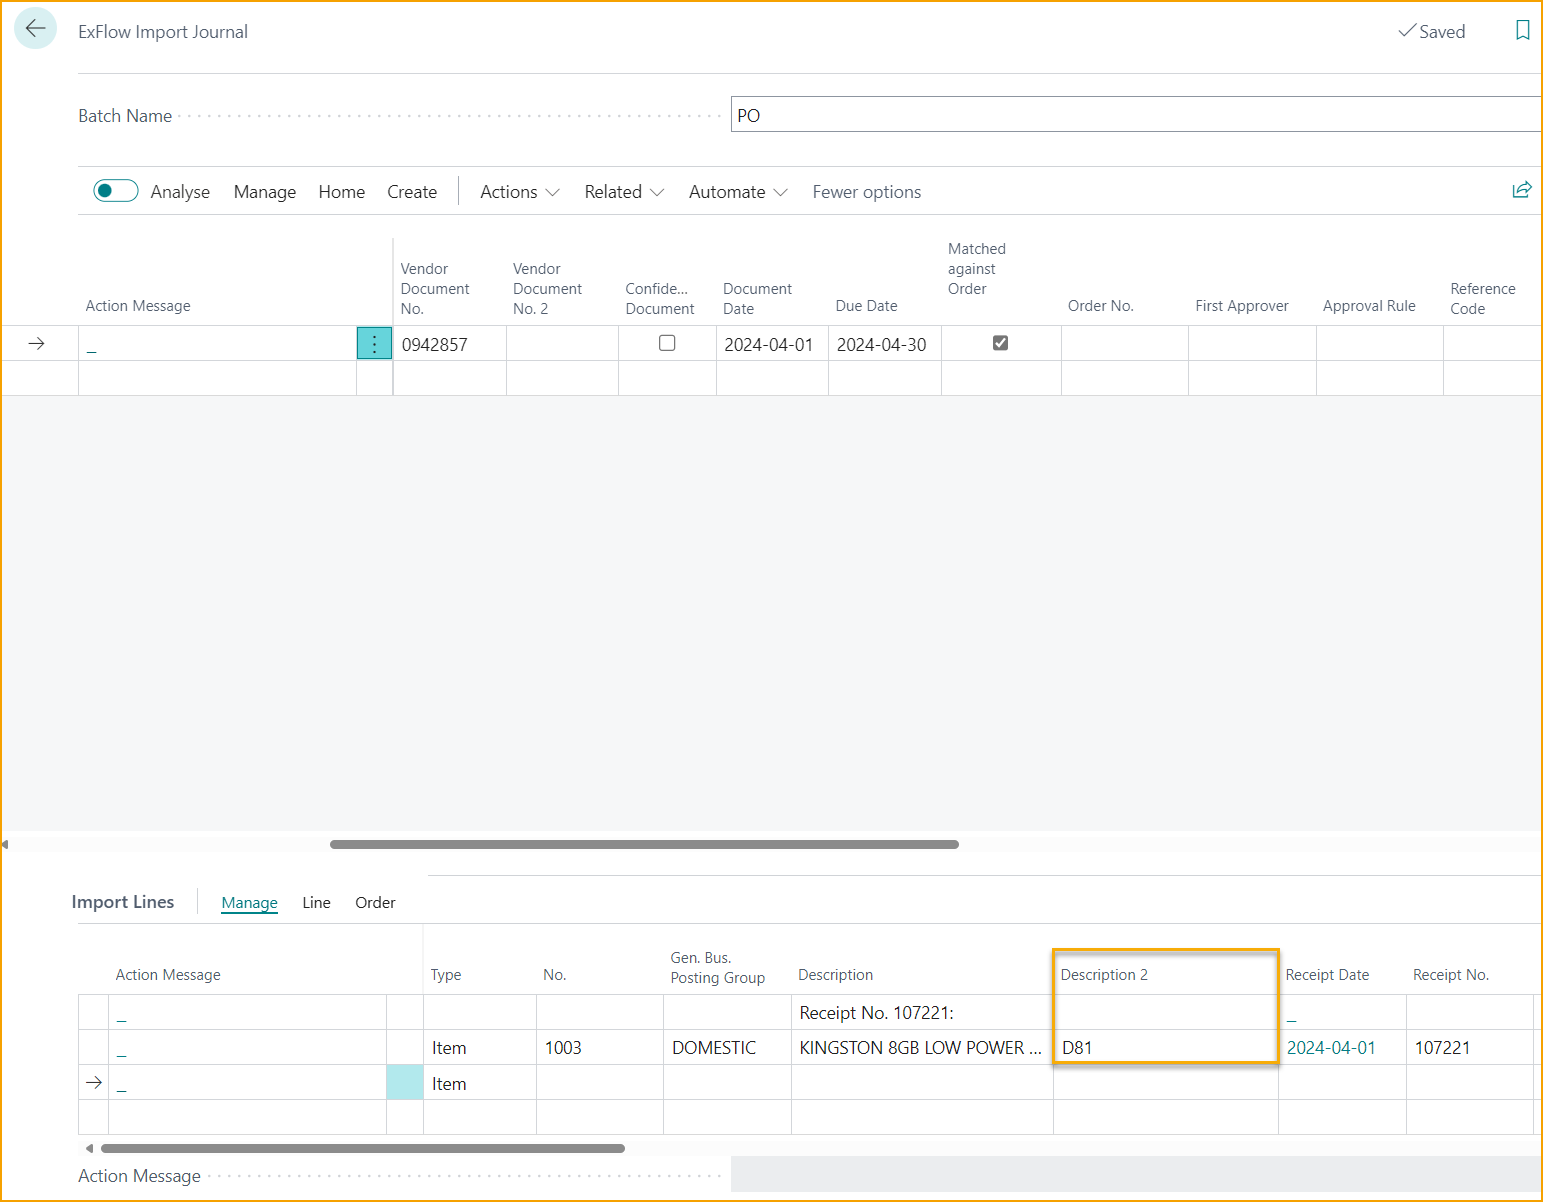 ExFlow Import Journal
Saved
Batch Name
PO
Analyse Manage Home Create Actions Related Automate Fewer options
Action Message
Vendor
Document
No.
Vendor
Document
No. 2
Confide...
Document
Document
Date
Due Date
Matched
against
Order
Order No.
First Approver
Approval Rule
Reference
Code
_ 0942857 2024-04-01 2024-04-30
Import Lines Manage Line Order
Action Message
Type
No.
Gen. Bus.
Posting Group
Description
Description 2
Receipt Date
Receipt No.
_ Receipt No. 107221: _
_ Item 1003 DOMESTIC KINGSTON 8GB LOW POWER ... D81 2024-04-01 107221
_ Item
Action Message